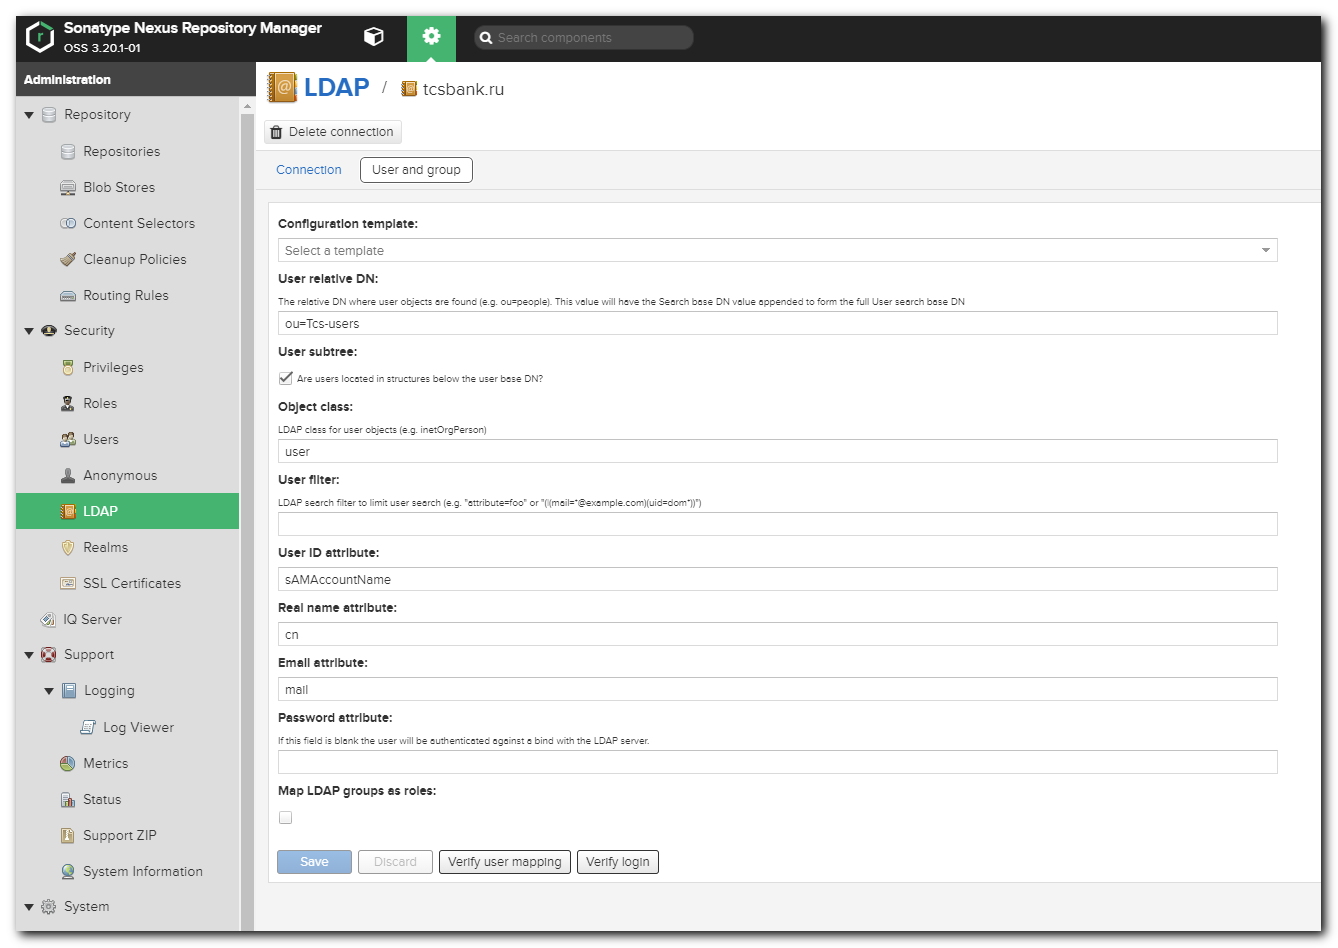 Sonatype Nexus Repository Manager
OSS 3.20.1-01
Search components
Administration
Repository
Repositories
Blob Stores
Content Selectors
Cleanup Policies
Routing Rules
Security
Privileges
Roles
Users
Anonymous
LDAP
Realms
SSL Certificates
IQ Server
Support
Logging
Log Viewer
Metrics
Status
Support ZIP
System Information
System
LDAP / tcsbank.ru
Delete connection
Connection
User and group
Configuration template:
Select a template
User relative DN:
The relative DN where user objects are found (e.g. ou=people). This value will have the Search base DN value appended to form the full User search base DN
ou=Tcs-users
User subtree:
Are users located in structures below the user base DN?
Object class:
LDAP class for user objects (e.g. inetOrgPerson)
user
User filter:
LDAP search filter to limit user search (e.g. "attribute=foo" or "(|(mail=*@example.com)(uid=dom*))")
User ID attribute:
sAMAccountName
Real name attribute:
cn
Email attribute:
mail
Password attribute:
If this field is blank the user will be authenticated against a bind with the LDAP server.
Map LDAP groups as roles:
Save
Discard
Verify user mapping
Verify login